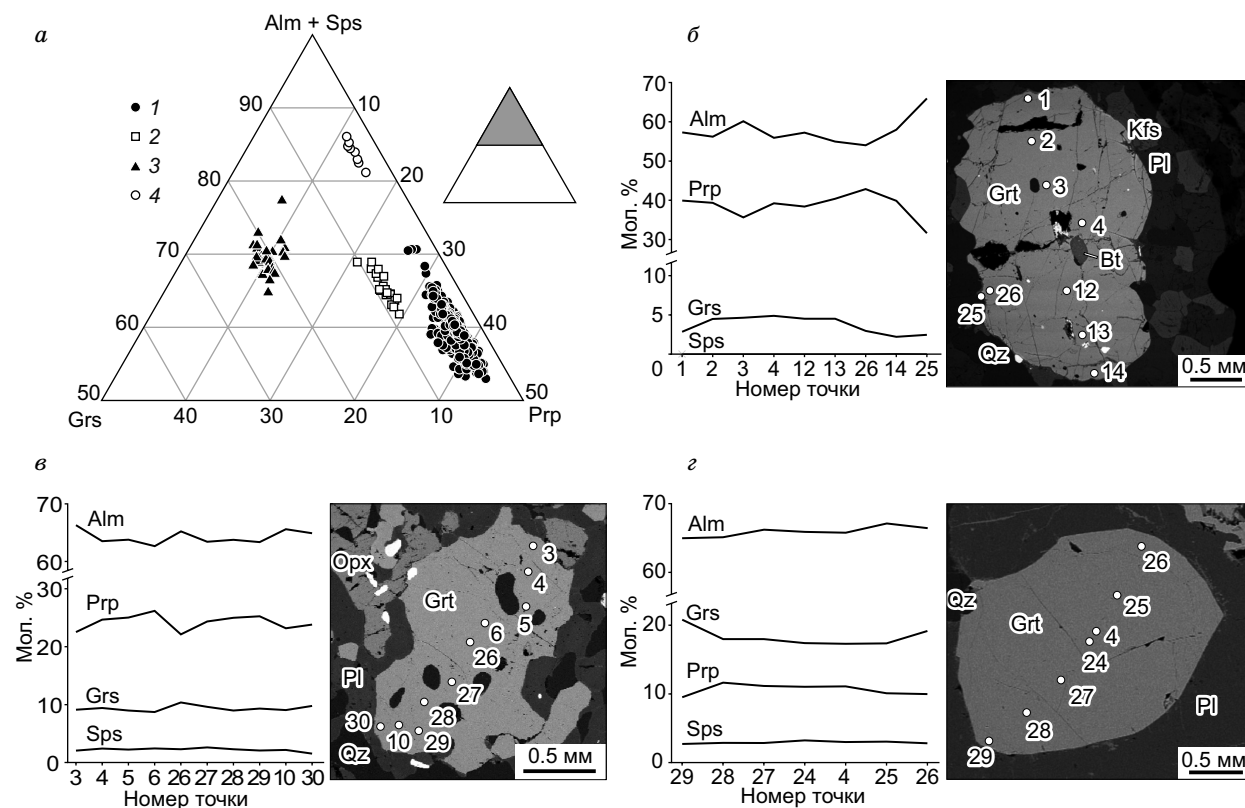 а
Alm + Sps
1
2
3
4
90
80
70
60
50
10
20
30
40
50
Grs
40
30
20
10
Prp
б
Мол. %
70
60
50
40
30
10
5
0
Alm
Prp
Grs
Sps
1 2 3 4 12 13 26 14 25
Номер точки
1
2
3
4
Kfs
Pl
Grt
Bt
12
26
25
13
Qz
14
0.5 мм
в
Мол. %
70
60
30
20
10
0
Alm
Prp
Grs
Sps
3 4 5 6 26 27 28 29 10 30
Номер точки
Opx
3
4
Grt
5
6
26
Pl
27
28
30
10
29
Qz
0.5 мм
г
Мол. %
70
60
20
10
0
Alm
Grs
Prp
Sps
29 28 27 24 4 25 26
Номер точки
26
Qz
25
Grt
4
24
27
Pl
28
29
0.5 мм